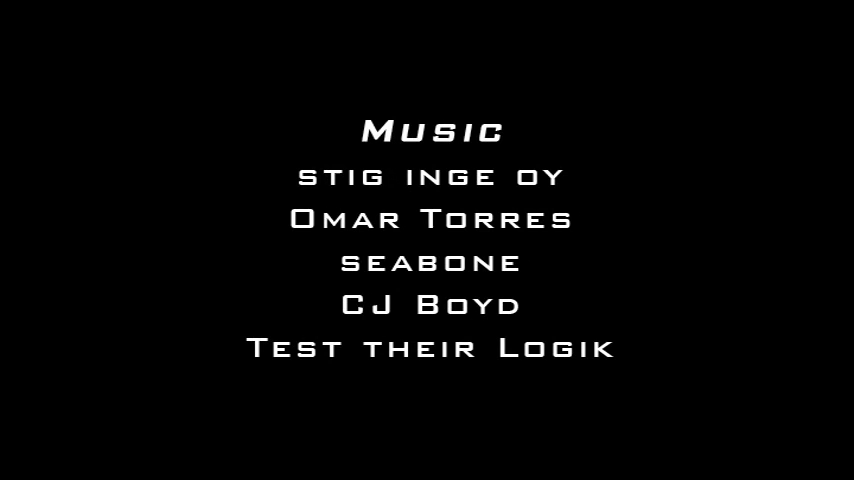 Music
stig inge oy
Omar Torres
seabone
CJ Boyd
Test their Logik